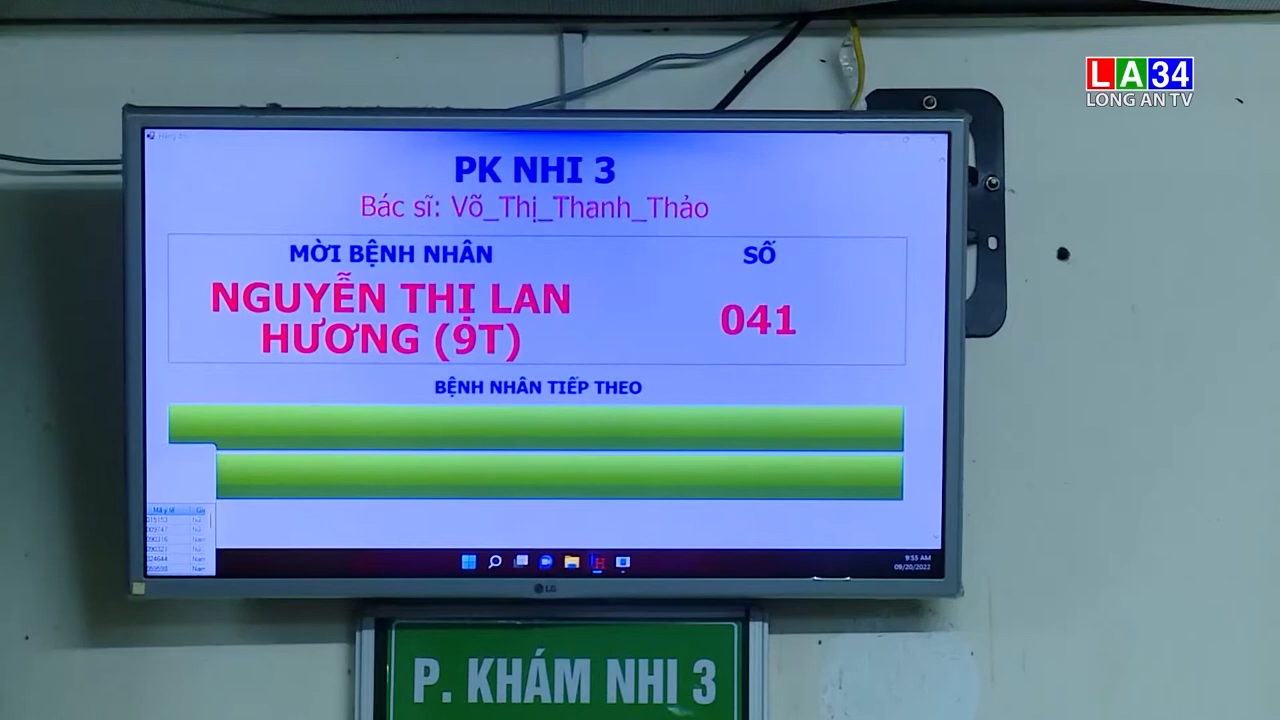 LA34
LONG AN TV
PK NHI 3
Bác sĩ: Võ_Thị_Thanh_Thảo
MỜI BỆNH NHÂN
SỐ
NGUYỄN THỊ LAN
HƯƠNG (9T)
041
BỆNH NHÂN TIẾP THEO
9:55 AM
09/20/2022
LG
P. KHÁM NHI 3